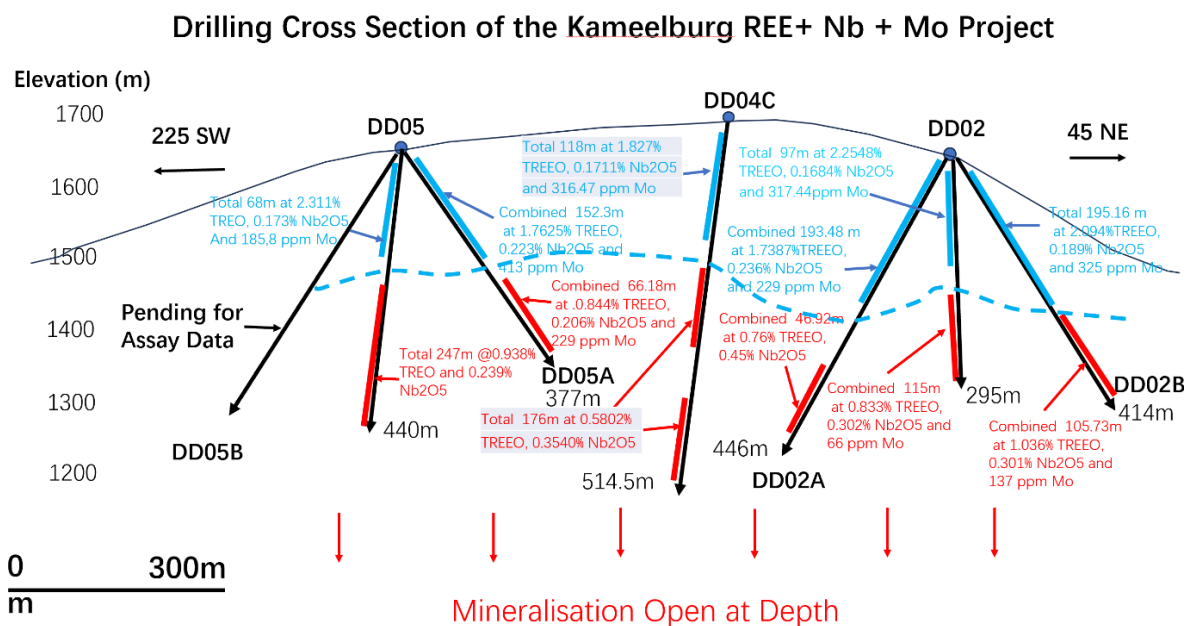 Drilling Cross Section of the Kameelburg REE+ Nb + Mo Project
Elevation (m)
1700
1600
1500
1400
1300
1200
225 SW
45 NE
DD05
DD04C
DD02
Total 68m at 2.311%
TREO, 0.173% Nb2O5
And 185,8 ppm Mo
Combined 152.3m
at 1.7625% TREEO,
0.223% Nb2O5 and
413 ppm Mo
Total 118m at 1.827%
TREEO, 0.1711% Nb2O5
and 316.47 ppm Mo
Total 97m at 2.2548%
TREEO, 0.1684% Nb2O5
and 317.44ppm Mo
Combined 193.48 m
at 1.7387%TREEO,
0.236% Nb2O5
and 229 ppm Mo
Total 195.16 m
at 2.094%TREEO,
0.189% Nb2O5
and 325 ppm Mo
Pending for
Assay Data
Combined 66.18m
at .0.844% TREEO,
0.206% Nb2O5 and
229 ppm Mo
Total 247m @0.938%
TREO and 0.239%
Nb2O5
Combined 46.92m
at 0.76% TREEO,
0.45% Nb2O5
Total 176m at 0.5802%
TREEO, 0.3540% Nb2O5
Combined 115m
at 0.833% TREEO,
0.302% Nb2O5 and
66 ppm Mo
Combined 105.73m
at 1.036% TREEO,
0.301% Nb2O5 and
137 ppm Mo
DD05B
440m
DD05A
377m
514.5m
446m
DD02A
295m
DD02B
414m
0
300m
m
Mineralisation Open at Depth